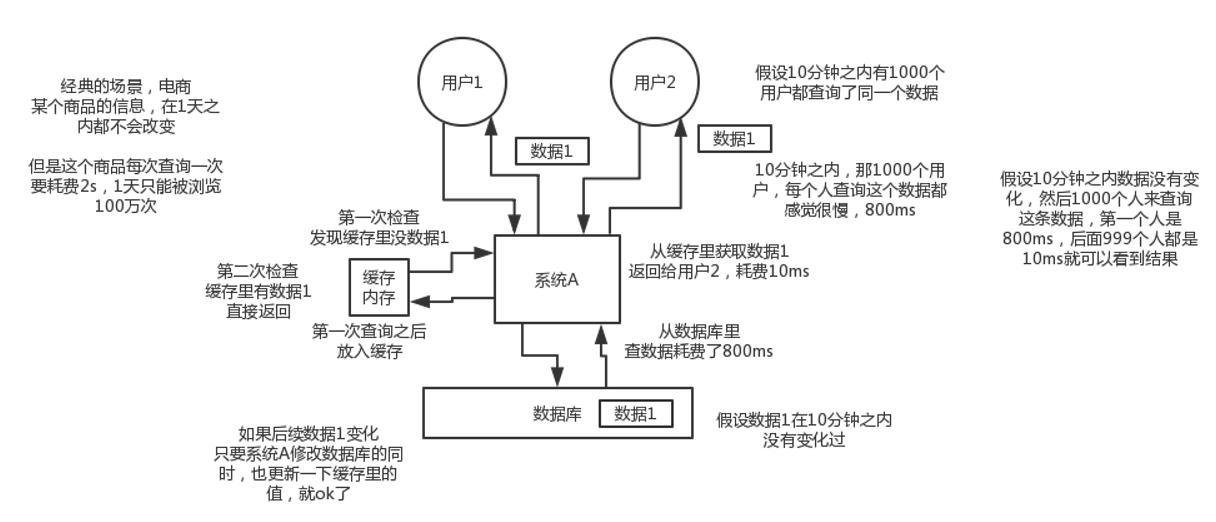 经典的场景，电商
某个商品的信息，在1天之
内都不会改变
但是这个商品每次查询一次
要耗费2s，1天只能被浏览
100万次
用户1
用户2
数据1
数据1
假设10分钟之内有1000个
用户都查询了同一个数据
10分钟之内，那1000个用
户，每个人查询这个数据都
感觉很慢，800ms
假设10分钟之内数据没有变
化，然后1000个人来查询
这条数据，第一个人是
800ms，后面999个人都是
10ms就可以看到结果
第一次检查
发现缓存里没数据1
第二次检查
缓存里有数据1
直接返回
缓存
内存
系统A
从缓存里获取数据1
返回给用户2，耗费10ms
第一次查询之后
放入缓存
从数据库里
查数据耗费了800ms
数据库
数据1
假设数据1在10分钟之内
没有变化过
如果后续数据1变化
只要系统A修改数据库的同
时，也更新一下缓存里的
值，就ok了